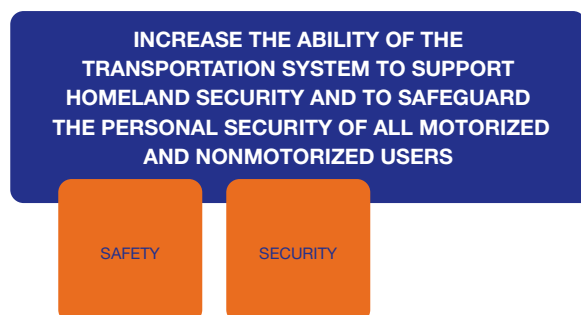 INCREASE THE ABILITY OF THE
TRANSPORTATION SYSTEM TO SUPPORT
HOMELAND SECURITY AND TO SAFEGUARD
THE PERSONAL SECURITY OF ALL MOTORIZED
AND NONMOTORIZED USERS
SAFETY
SECURITY